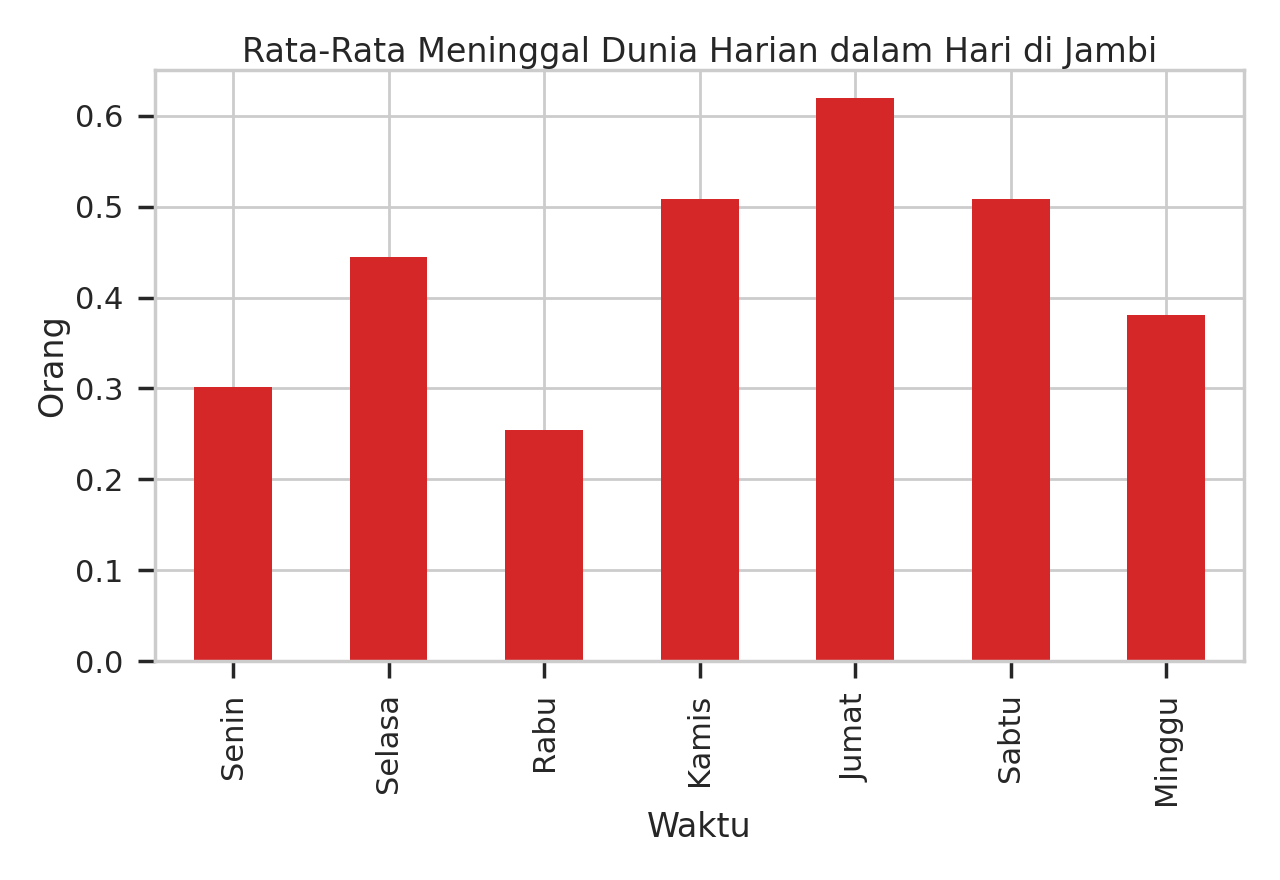 Rata-Rata Meninggal Dunia Harian dalam Hari di Jambi
0.6
0.5
0.4
0.3
0.2
0.1
0.0
Orang
Senin
Selasa
Rabu
Kamis
Jumat
Sabtu
Minggu
Waktu